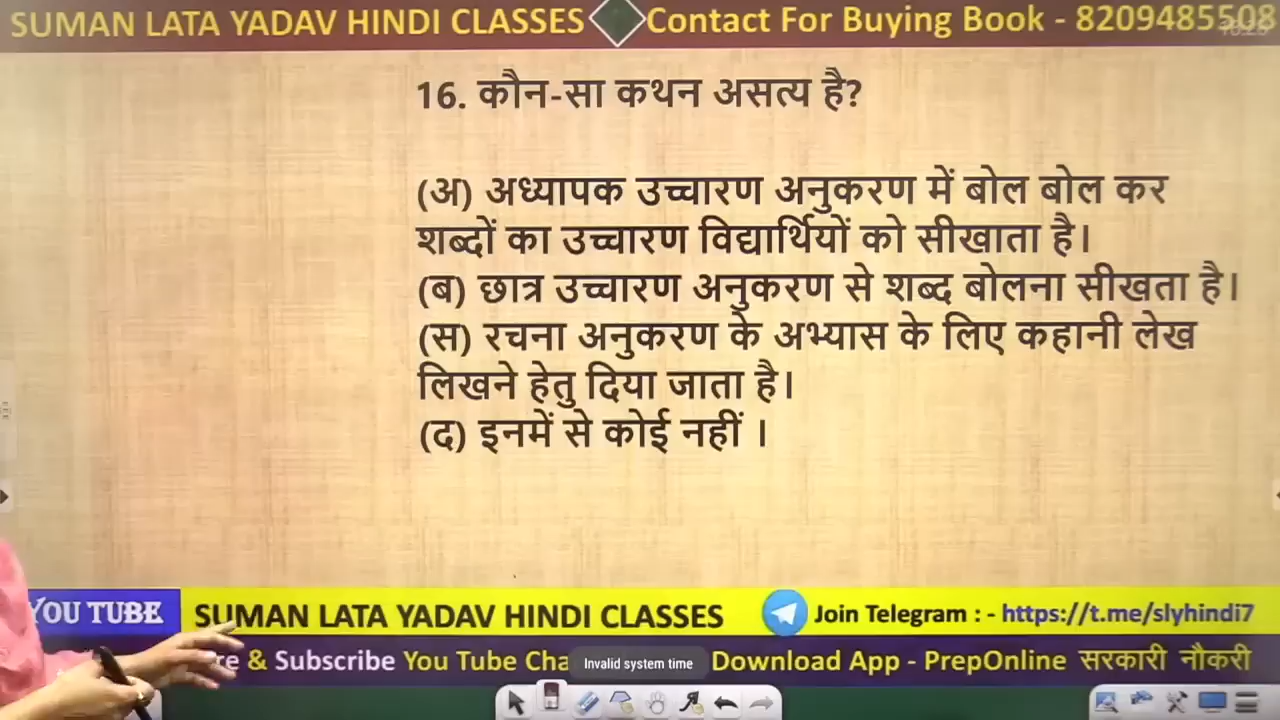 SUMAN LATA YADAV HINDI CLASSES Contact For Buying Book - 8209485508
16. कौन-सा कथन असत्य है?
(अ) अध्यापक उच्चारण अनुकरण में बोल बोल कर
शब्दों का उच्चारण विद्यार्थियों को सीखाता है।
(ब) छात्र उच्चारण अनुकरण से शब्द बोलना सीखता है।
(स) रचना अनुकरण के अभ्यास के लिए कहानी लेख
लिखने हेतु दिया जाता है।
(द) इनमें से कोई नहीं ।
YOU TUBE SUMAN LATA YADAV HINDI CLASSES Join Telegram : - https://t.me/slyhindi7
& Subscribe You Tube Cha Invalid system time Download App - PrepOnline सरकारी नौकरी